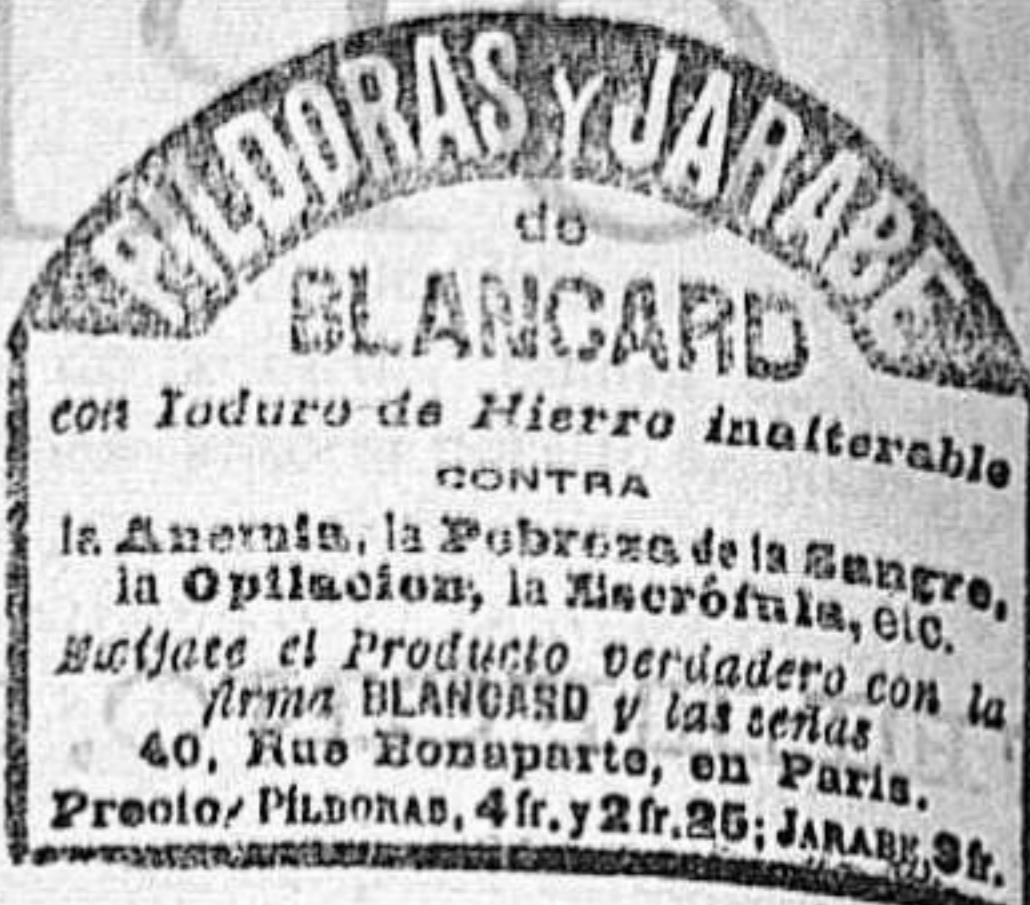 PÍLDORAS Y JARABE
de
BLANCARD
con Ioduro de Hierro inalterable
CONTRA
la Anemia, la Pobreza de la Sangre,
la Opilacion, la Escrófula, etc.
Exíjase el Producto verdadero con la
firma BLANCARD y las señas
40, Rue Bonaparte, en Paris.
Precio: PÍLDORAS, 4 fr. y 2 fr. 25; JARABE, 3 fr.